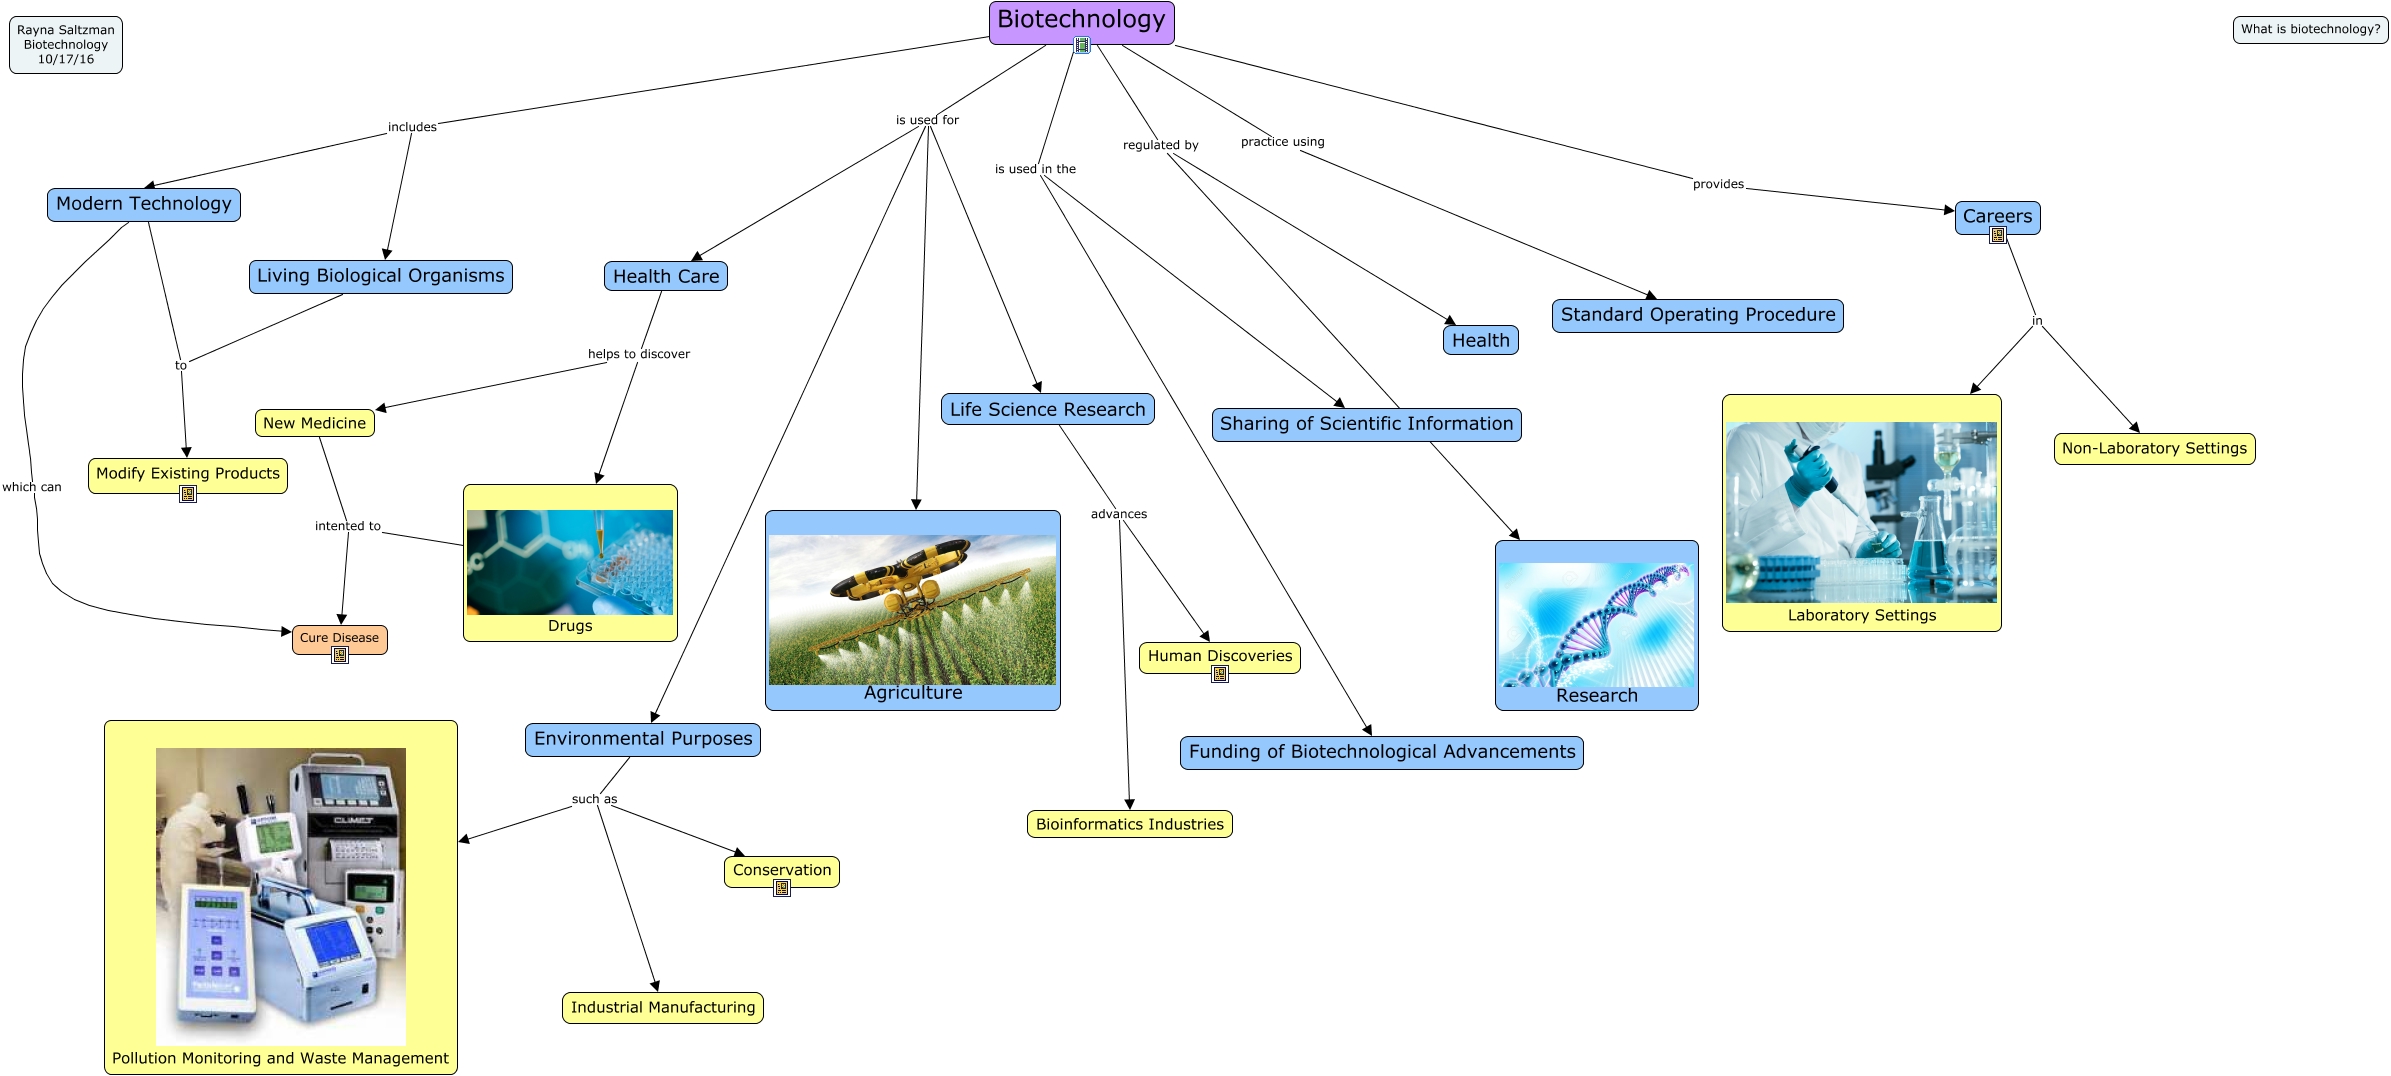 Biotechnology
Rayna Saltzman
Biotechnology
10/17/16
What is biotechnology?
includes
is used for
is used in the
regulated by
practice using
provides
Modern Technology
Careers
Living Biological Organisms
Health Care
Standard Operating Procedure
Health
in
to
helps to discover
New Medicine
Life Science Research
Sharing of Scientific Information
Non-Laboratory Settings
Modify Existing Products
which can
intented to
advances
Laboratory Settings
Drugs
Cure Disease
Human Discoveries
Agriculture
Research
Environmental Purposes
Funding of Biotechnological Advancements
such as
CLIMET
Bioinformatics Industries
Conservation
Industrial Manufacturing
Pollution Monitoring and Waste Management